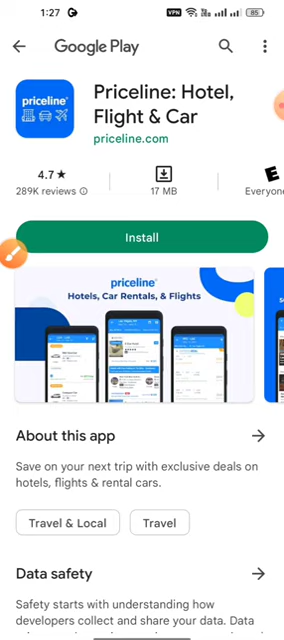 1:27
VPN
85
Google Play
priceline
Priceline: Hotel,
Flight & Car
priceline.com
4.7★
289K reviews
17 MB
E
Everyone
Install
priceline
Hotels, Car Rentals, & Flights
About this app
Save on your next trip with exclusive deals on
hotels, flights & rental cars.
Travel & Local
Travel
Data safety
Safety starts with understanding how
developers collect and share your data. Data